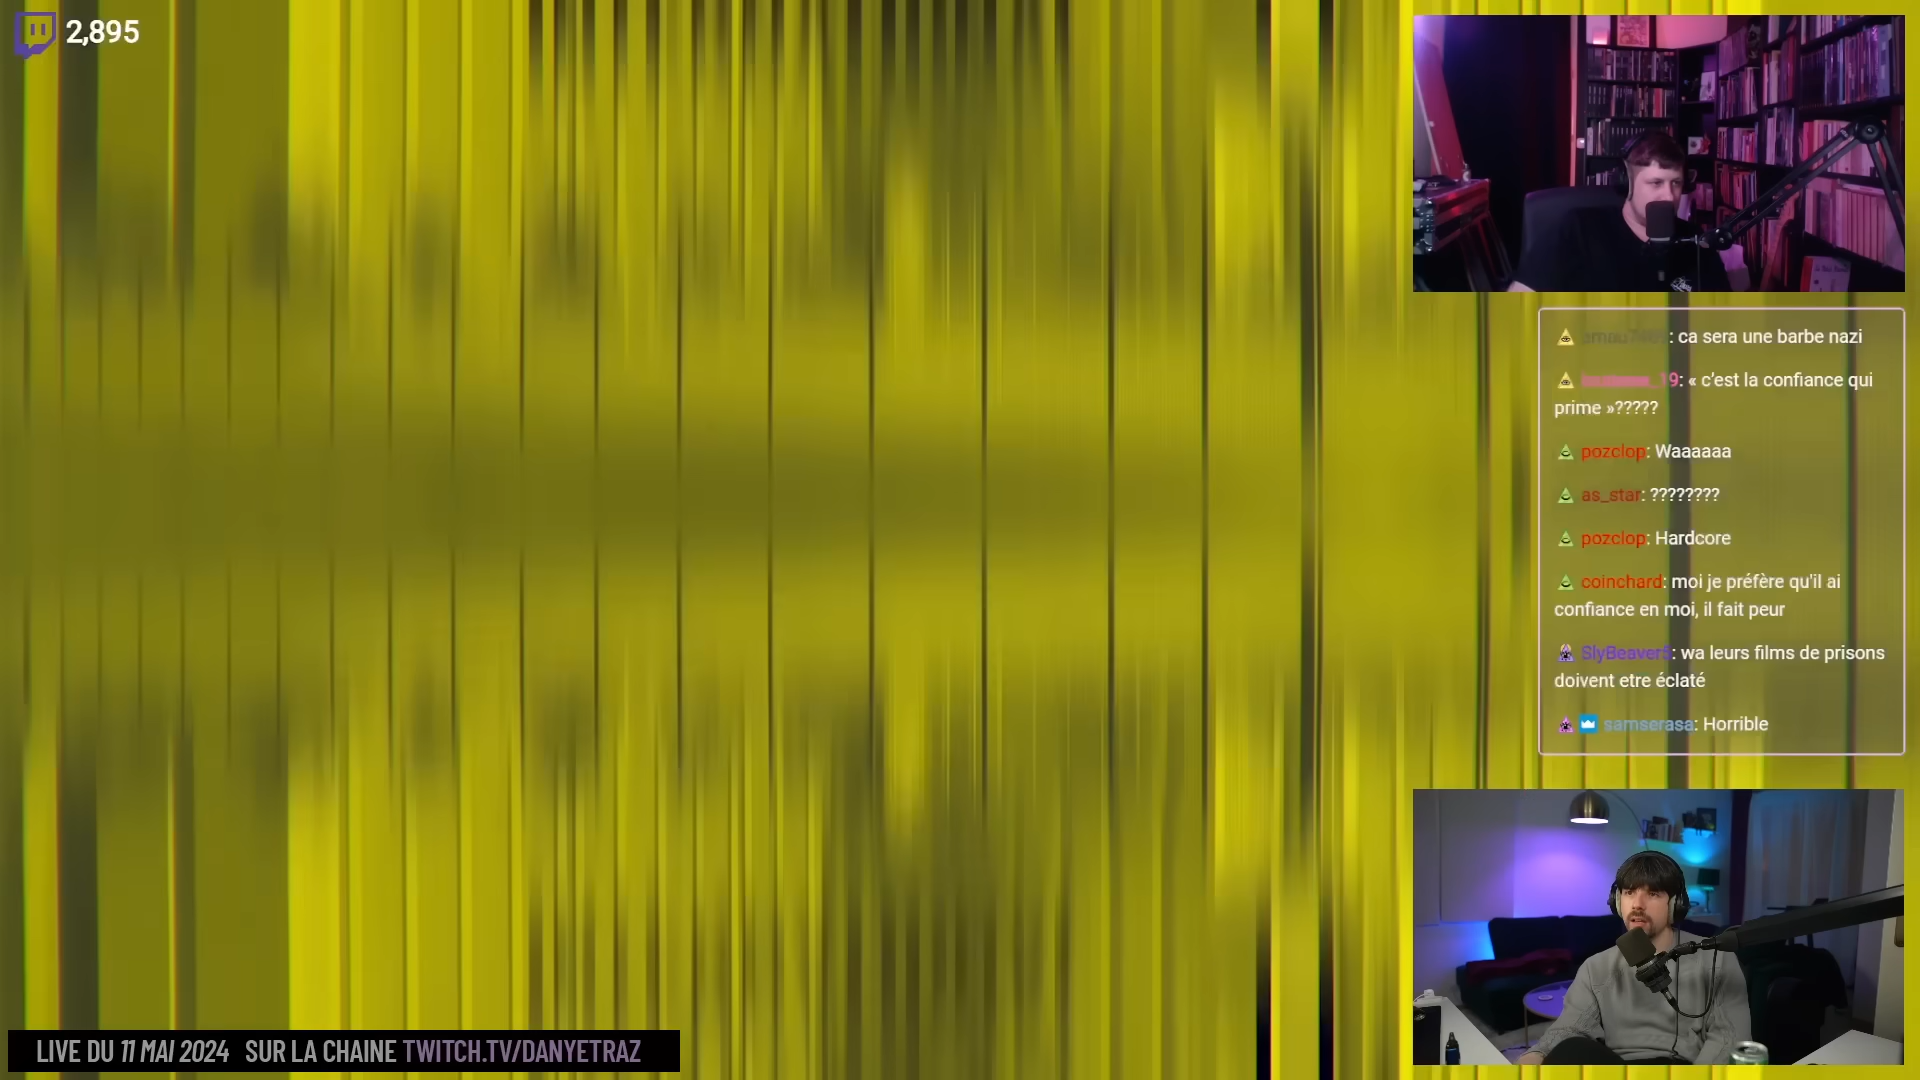 2,895
: ca sera une barbe nazi
_19: « c'est la confiance qui
prime »?????
pozclop: Waaaaaa
as_star: ????????
pozclop: Hardcore
coinchard: moi je préfère qu'il ai
confiance en moi, il fait peur
SlyBeaver5: wa leurs films de prisons
doivent etre éclaté
samserasa: Horrible
LIVE DU 11 MAI 2024 SUR LA CHAINE TWITCH.TV/DANYETRAZ